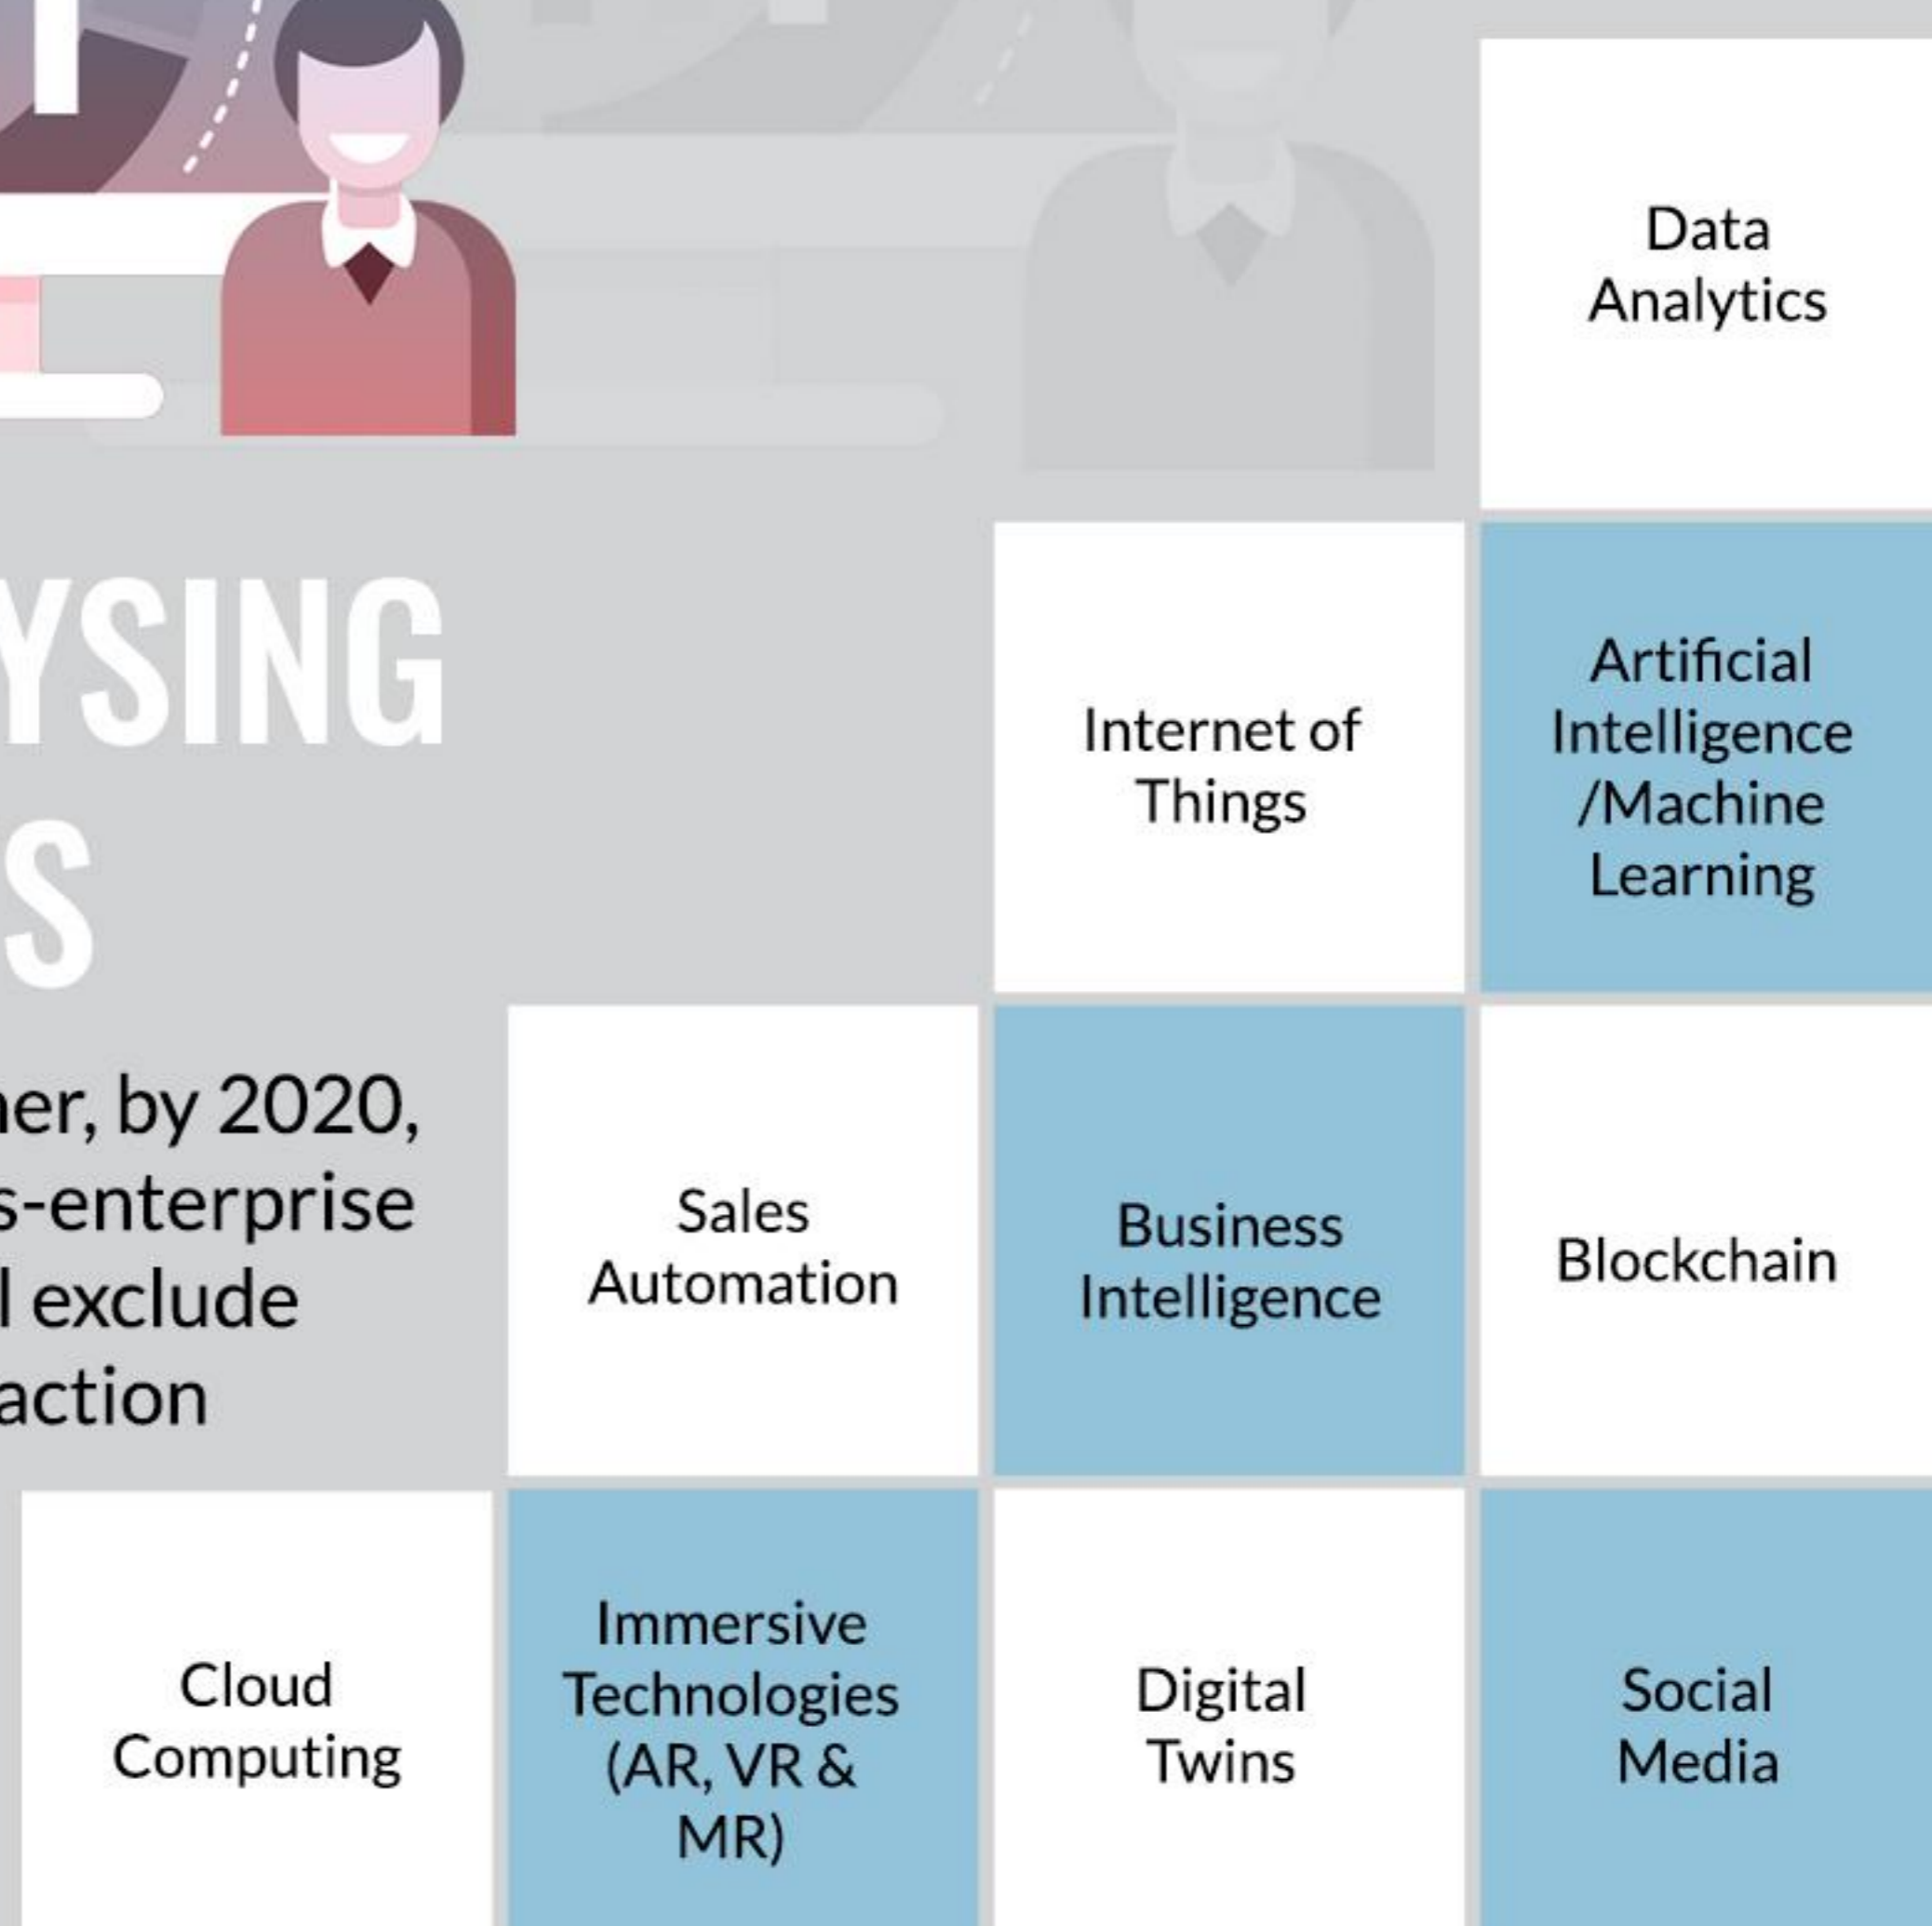 YSING
S
ner, by 2020,
s-enterprise
l exclude
action
Data
Analytics
Internet of
Things
Artificial
Intelligence
/Machine
Learning
Sales
Automation
Business
Intelligence
Blockchain
Cloud
Computing
Immersive
Technologies
(AR, VR &
MR)
Digital
Twins
Social
Media